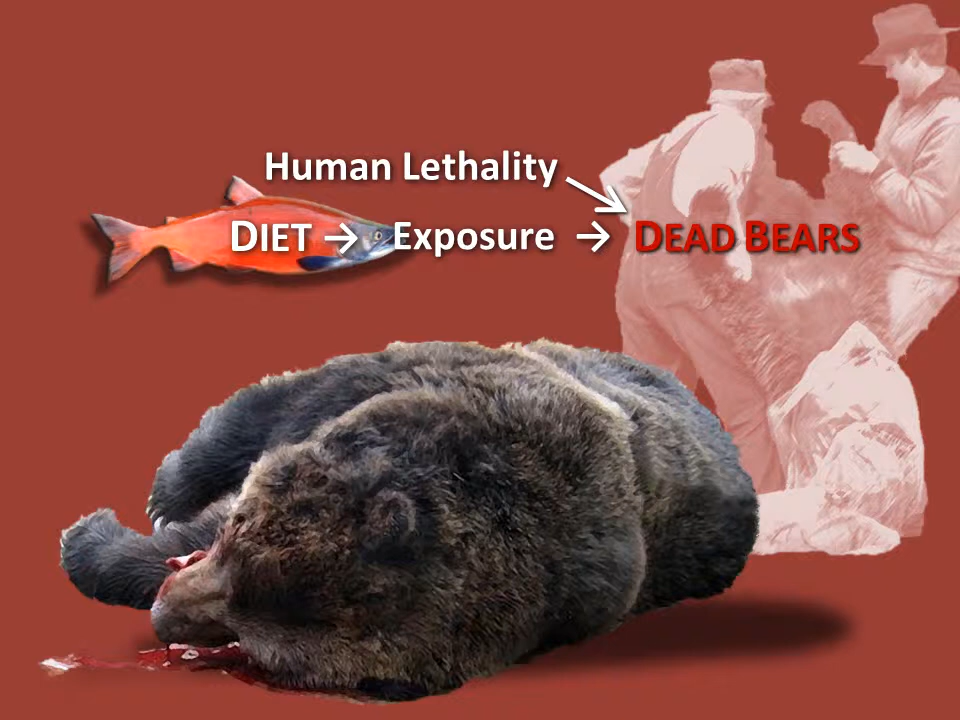 Human Lethality
DIET → Exposure → DEAD BEARS